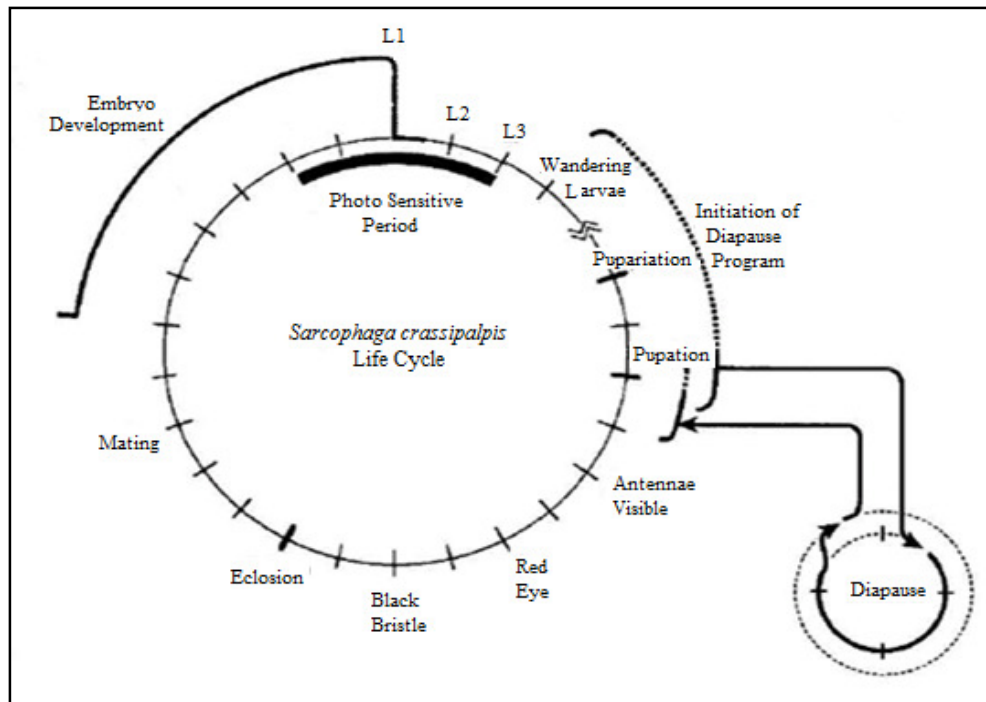 L1
Embryo
Development
L2
L3
Wandering
Larvae
Photo Sensitive
Period
Initiation of
Diapause
Program
Pupariation
Sarcophaga crassipalpis
Life Cycle
Pupation
Mating
Antennae
Visible
Eclosion
Red
Eye
Black
Bristle
Diapause